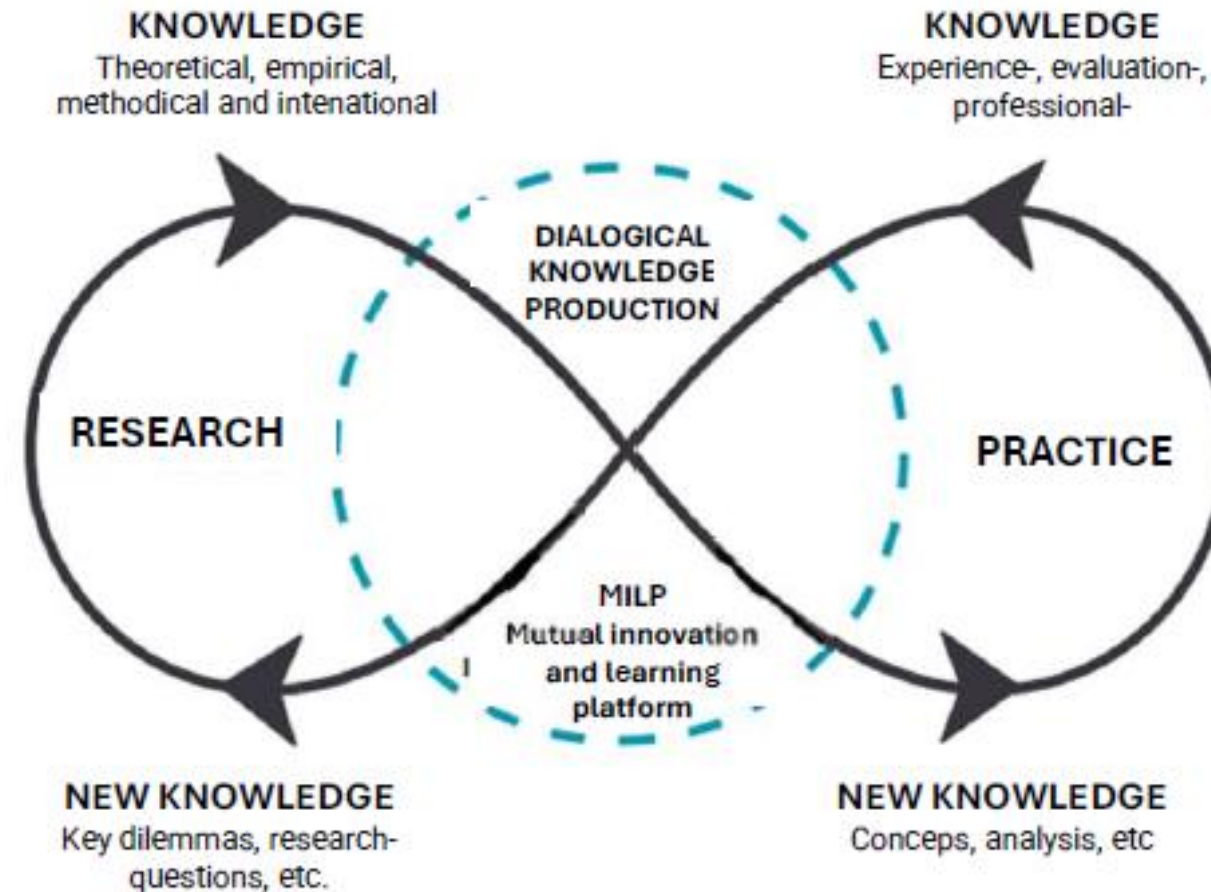 KNOWLEDGE
Theoretical, empirical,
methodical and intenational
KNOWLEDGE
Experience-, evaluation-,
professional-
DIALOGICAL
KNOWLEDGE
PRODUCTION
RESEARCH
PRACTICE
MILP
Mutual innovation
and learning
platform
NEW KNOWLEDGE
Key dilemmas, research-
questions, etc.
NEW KNOWLEDGE
Conceps, analysis, etc